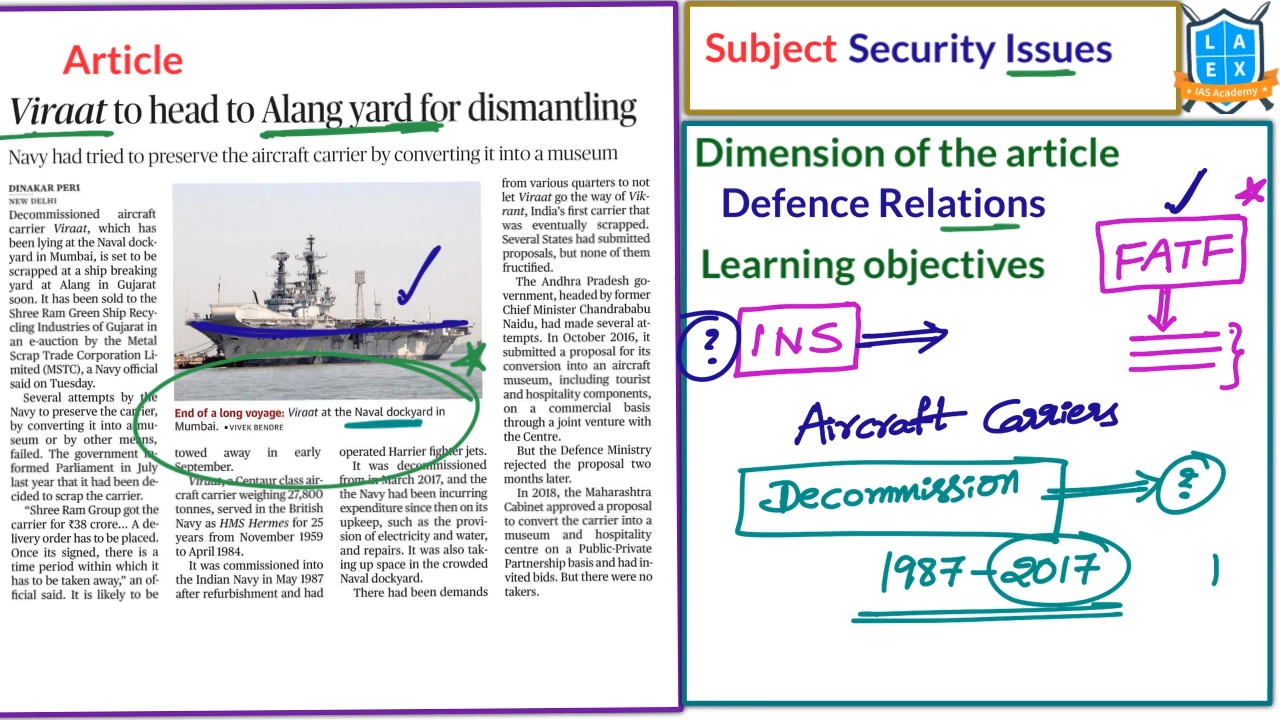 Article
Viraat to head to Alang yard for dismantling
Navy had tried to preserve the aircraft carrier by converting it into a museum
DINAKAR PERI
NEW DELHI
Decommissioned aircraft
carrier Viraat, which has
been lying at the Naval dock-
yard in Mumbai, is set to be
scrapped at a ship breaking
yard at Alang in Gujarat
soon. It has been sold to the
Shree Ram Green Ship Recy-
cling Industries of Gujarat in
an e-auction by the Metal
Scrap Trade Corporation Li-
mited (MSTC), a Navy official
said on Tuesday.
Several attempts by the
Navy to preserve the carrier,
by converting it into a mu-
seum or by other means,
failed. The government in-
formed Parliament in July
last year that it had been de-
cided to scrap the carrier.
“Shree Ram Group got the
carrier for ₹38 crore... A de-
livery order has to be placed.
Once its signed, there is a
time period within which it
has to be taken away,” an of-
ficial said. It is likely to be
End of a long voyage: Viraat at the Naval dockyard in
Mumbai. ▪VIVEK BENDRE
towed away in early
September.
Viraat, a Centaur class air-
craft carrier weighing 27,800
tonnes, served in the British
Navy as HMS Hermes for 25
years from November 1959
to April 1984.
It was commissioned into
the Indian Navy in May 1987
after refurbishment and had
operated Harrier fighter jets.
It was decommissioned
from in March 2017, and the
the Navy had been incurring
expenditure since then on its
upkeep, such as the provi-
sion of electricity and water,
and repairs. It was also tak-
ing up space in the crowded
Naval dockyard.
There had been demands
from various quarters to not
let Viraat go the way of Vik-
rant, India’s first carrier that
was eventually scrapped.
Several States had submitted
proposals, but none of them
fructified.
The Andhra Pradesh go-
vernment, headed by former
Chief Minister Chandrababu
Naidu, had made several at-
tempts. In October 2016, it
submitted a proposal for its
conversion into an aircraft
museum, including tourist
and hospitality components,
on a commercial basis
through a joint venture with
the Centre.
But the Defence Ministry
rejected the proposal two
months later.
In 2018, the Maharashtra
Cabinet approved a proposal
to convert the carrier into a
museum and hospitality
centre on a Public-Private
Partnership basis and had in-
vited bids. But there were no
takers.
Subject Security Issues
L A
E X
IAS Academy
Dimension of the article
Defence Relations
Learning objectives
FATF
? INS
Aircraft Carriers
Decommission ?
1987-2017 1